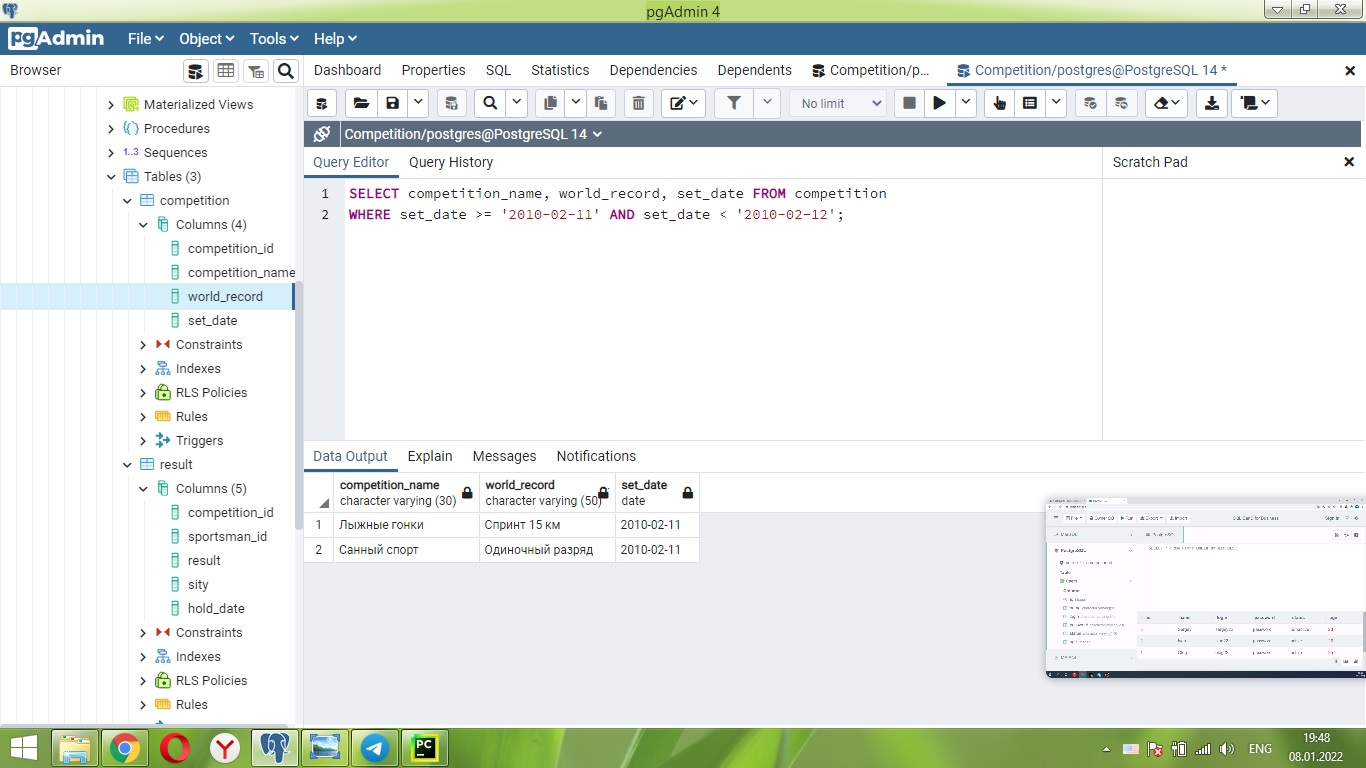 pgAdmin 4
pgAdmin File Object Tools Help
Browser
Dashboard Properties SQL Statistics Dependencies Dependents Competition/p... Competition/postgres@PostgreSQL 14 *
No limit
Competition/postgres@PostgreSQL 14
Query Editor Query History
Scratch Pad
1 SELECT competition_name, world_record, set_date FROM competition
2 WHERE set_date >= '2010-02-11' AND set_date < '2010-02-12';
Materialized Views
Procedures
1..3 Sequences
Tables (3)
competition
Columns (4)
competition_id
competition_name
world_record
set_date
Constraints
Indexes
RLS Policies
Rules
Triggers
result
Columns (5)
competition_id
sportsman_id
result
sity
hold_date
Constraints
Indexes
RLS Policies
Rules
Data Output Explain Messages Notifications
competition_name world_record set_date
character varying (30) character varying (50) date
1 Лыжные гонки Спринт 15 км 2010-02-11
2 Санный спорт Одиночный разряд 2010-02-11
PostgreSQL
PC
ENG
19:48
08.01.2022